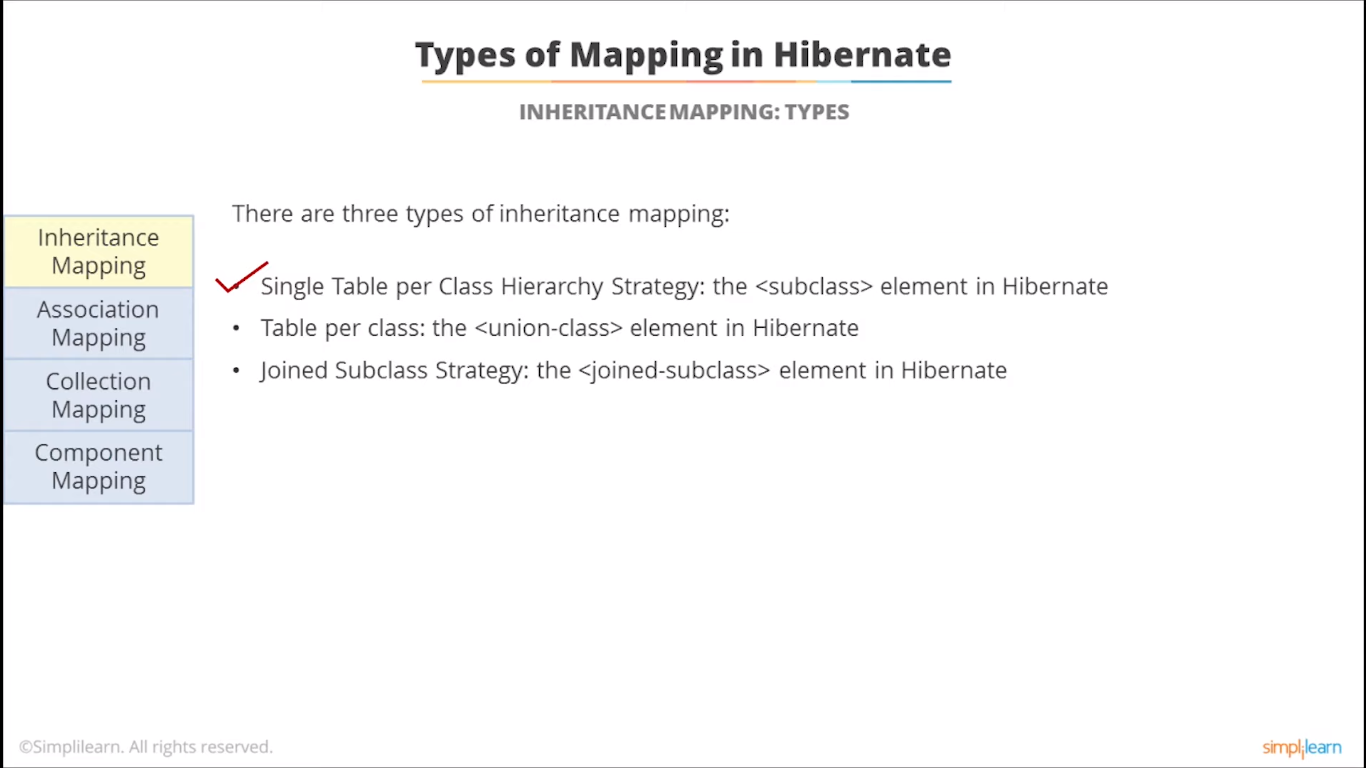 Types of Mapping in Hibernate
INHERITANCE MAPPING: TYPES
There are three types of inheritance mapping:
Inheritance
Mapping
Association
Mapping
Collection
Mapping
Component
Mapping
• Single Table per Class Hierarchy Strategy: the <subclass> element in Hibernate
• Table per class: the <union-class> element in Hibernate
• Joined Subclass Strategy: the <joined-subclass> element in Hibernate
©Simplilearn. All rights reserved.
simplilearn